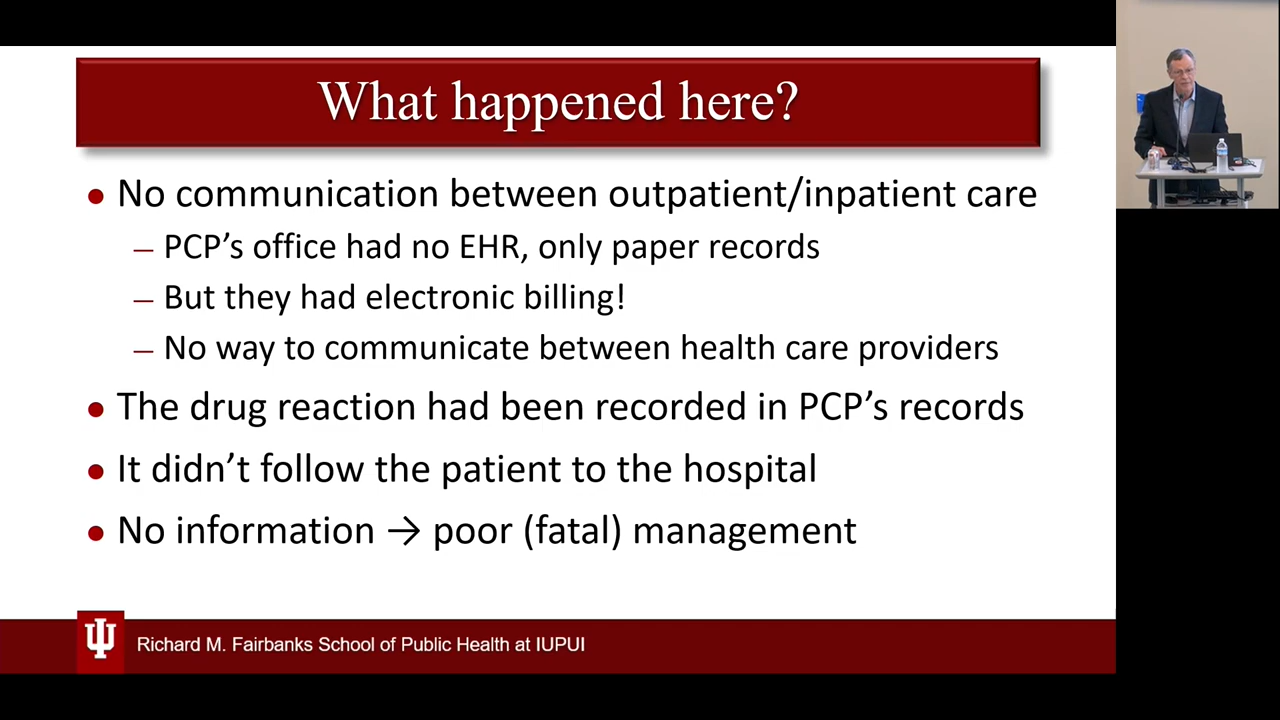 What happened here?
No communication between outpatient/inpatient care
– PCP’s office had no EHR, only paper records
– But they had electronic billing!
– No way to communicate between health care providers
The drug reaction had been recorded in PCP’s records
It didn’t follow the patient to the hospital
No information → poor (fatal) management
Richard M. Fairbanks School of Public Health at IUPUI